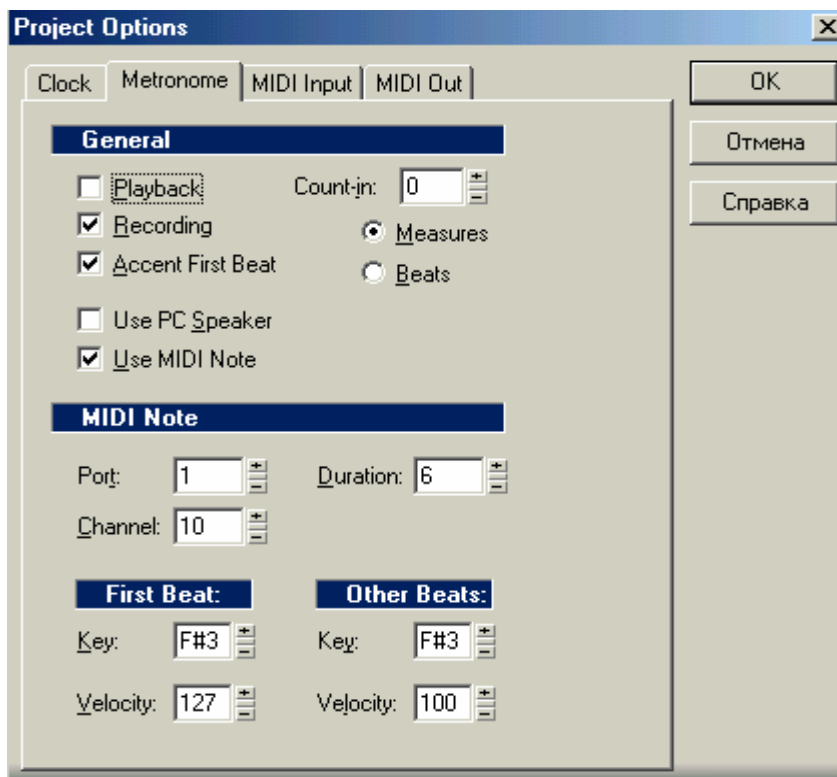 Project Options
Clock Metronome MIDI Input MIDI Out
OK
Отмена
Справка
General
Playback Count-in: 0
Recording Measures
Accent First Beat Beats
Use PC Speaker
Use MIDI Note
MIDI Note
Port: 1 Duration: 6
Channel: 10
First Beat: Other Beats:
Key: F#3 Key: F#3
Velocity: 127 Velocity: 100